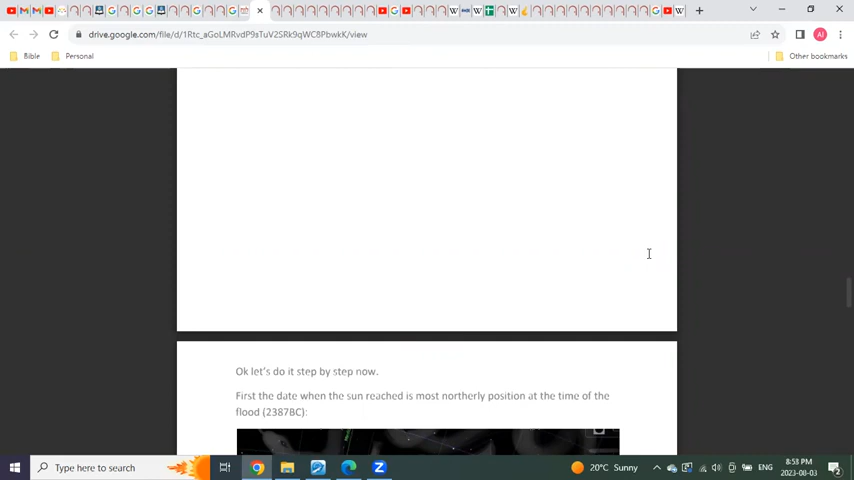 drive.google.com/file/d/1Rtc_aGoLMRvdP9sTuV2SRk9qWC8PbwkK/view
Bible
Personal
Other bookmarks
AI
Ok let's do it step by step now.
First the date when the sun reached is most northerly position at the time of the
flood (2387BC):
Type here to search
20°C Sunny
ENG
8:53 PM
2023-08-03
2